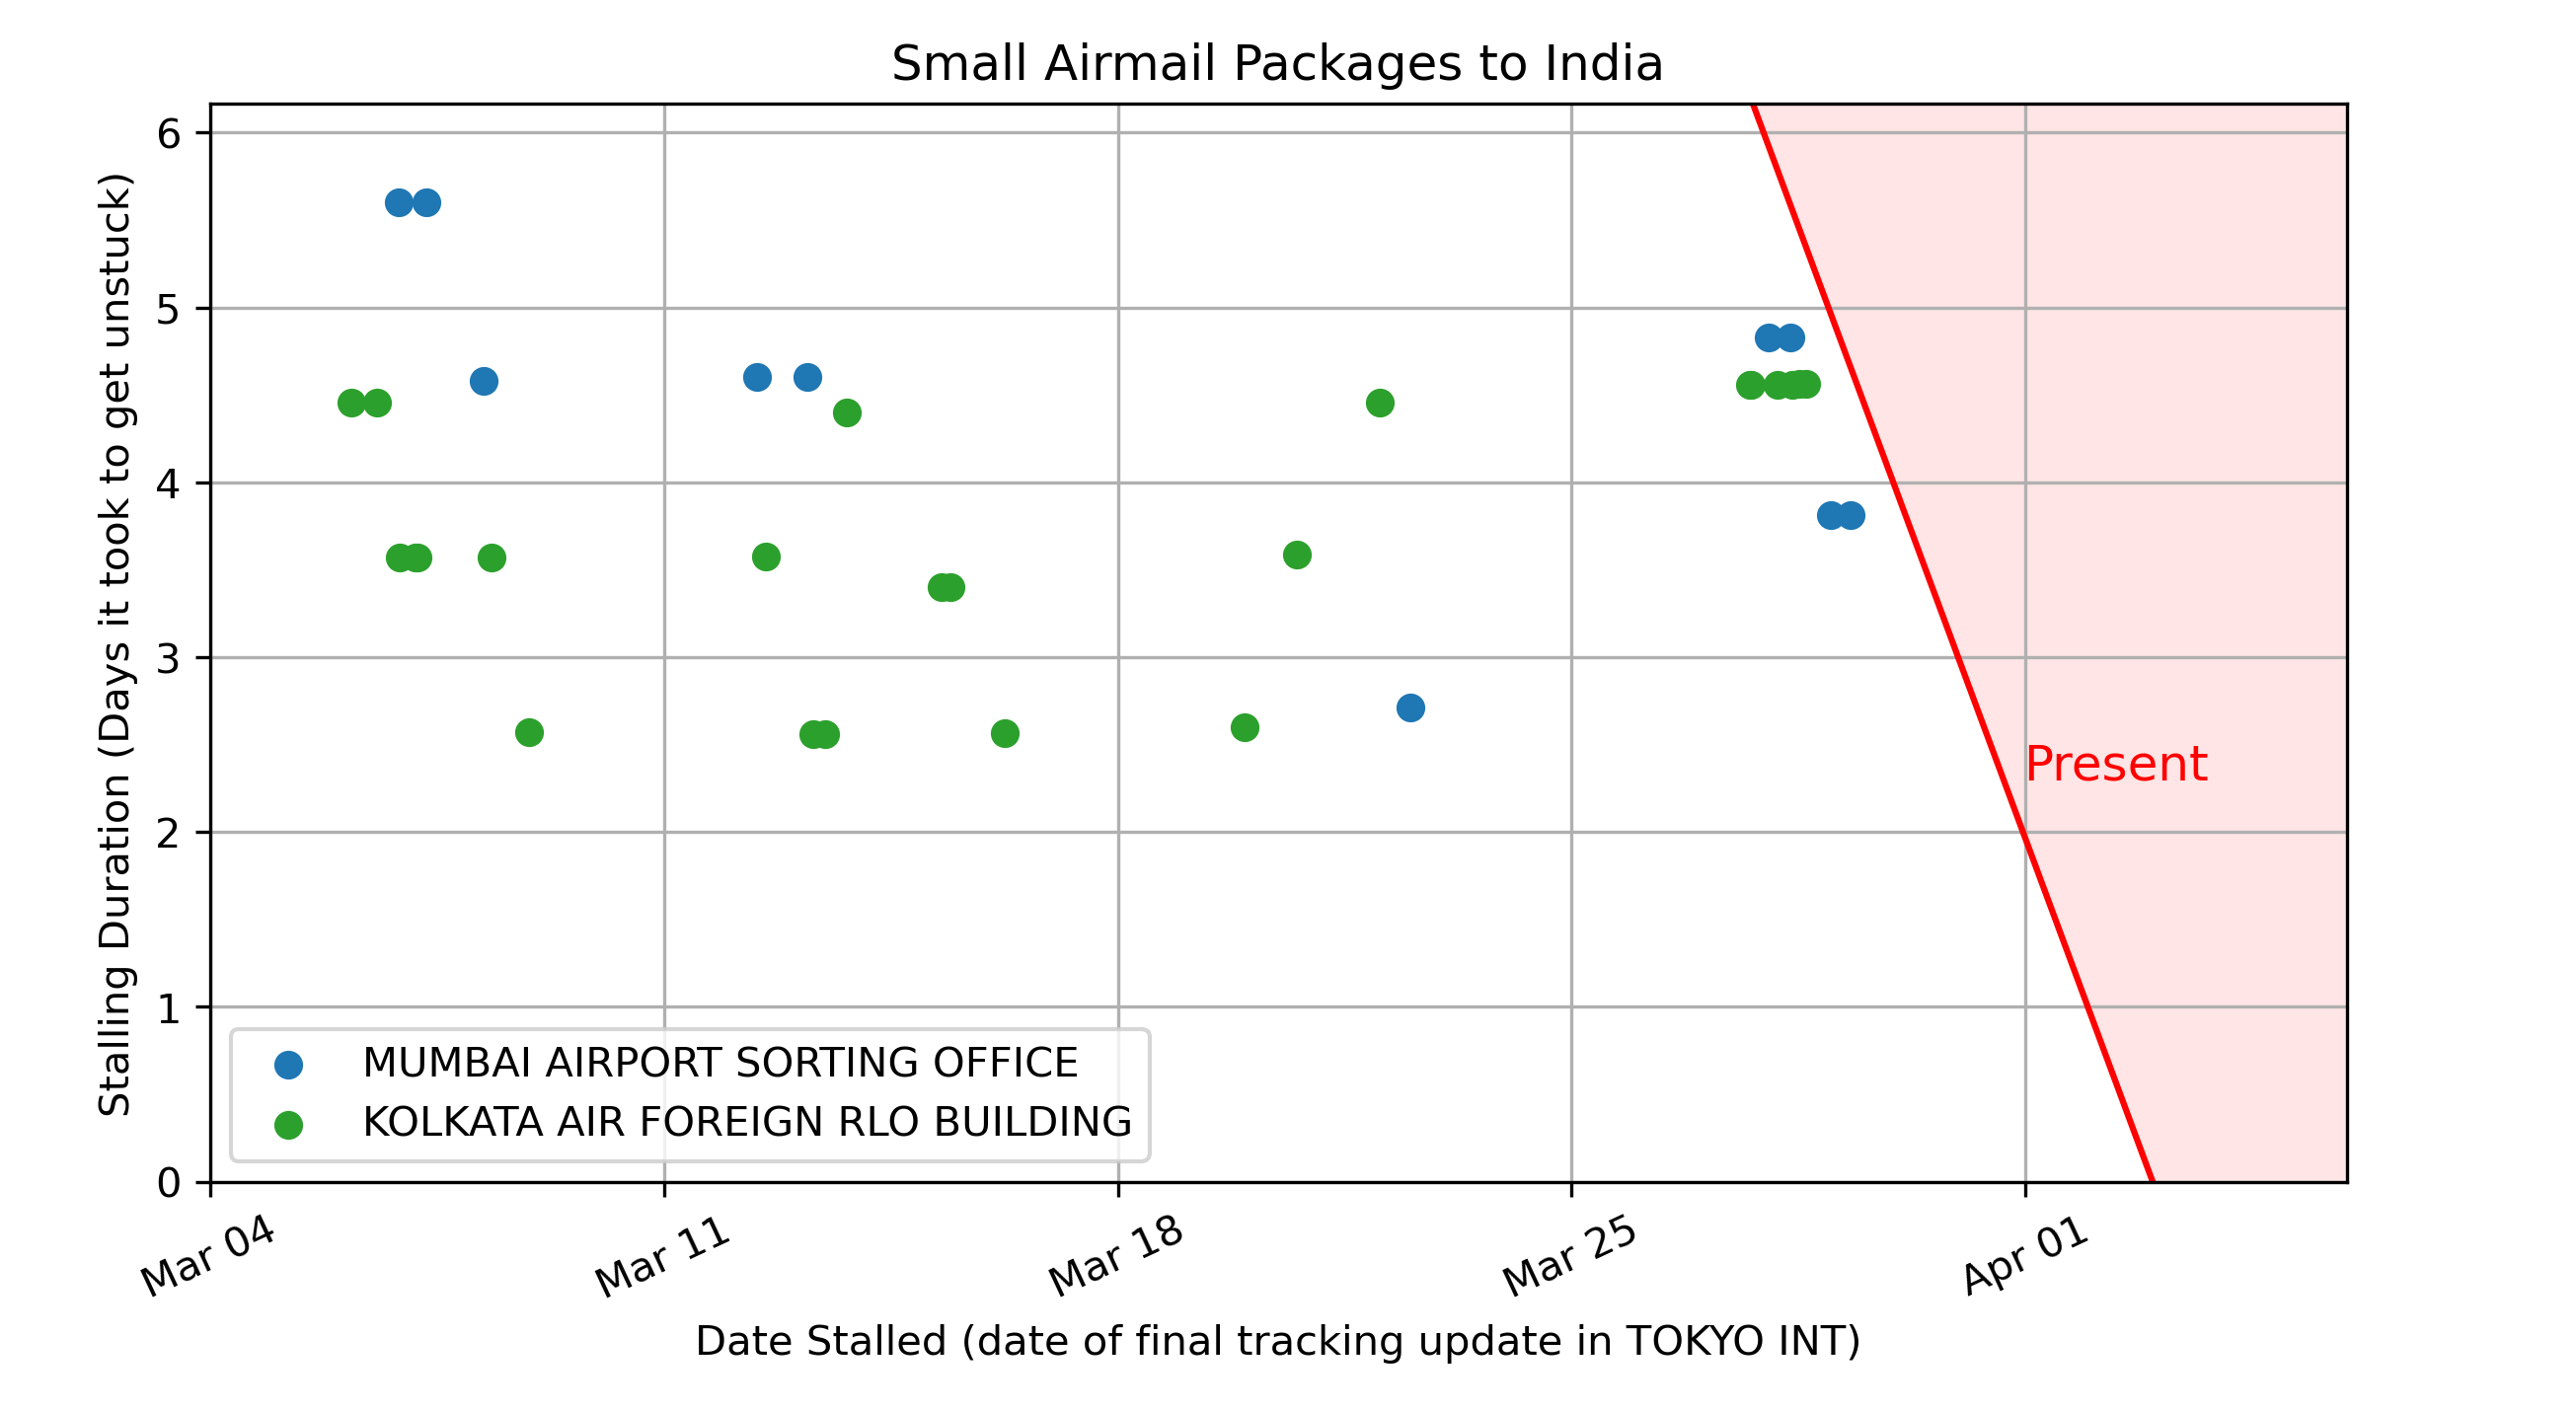 Small Airmail Packages to India
Stalling Duration (Days it took to get unstuck)
6
5
4
3
2
1
0
Present
MUMBAI AIRPORT SORTING OFFICE
KOLKATA AIR FOREIGN RLO BUILDING
Mar 04
Mar 11
Mar 18
Mar 25
Apr 01
Date Stalled (date of final tracking update in TOKYO INT)